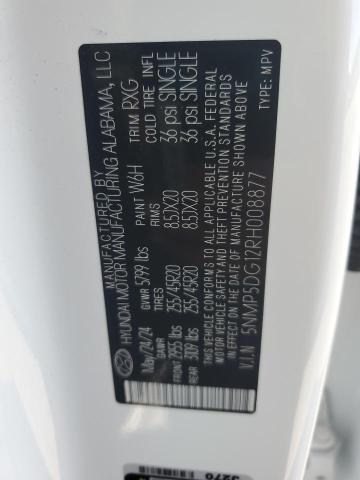 MANUFACTURED BY
HYUNDAI MOTOR MANUFACTURING ALABAMA, LLC
May/24/24 PAINT W6H TRIM RXG
GVWR 5799 lbs
GAWR TIRES RIMS COLD TIRE INFL
FRONT 2955 lbs 255/45R20 8.5JX20 36 psi SINGLE
REAR 3109 lbs 255/45R20 8.5JX20 36 psi SINGLE
THIS VEHICLE CONFORMS TO ALL APPLICABLE U.S.A. FEDERAL
MOTOR VEHICLE SAFETY AND THEFT PREVENTION STANDARDS
IN EFFECT ON THE DATE OF MANUFACTURE SHOWN ABOVE.
V.I.N. 5NMP5DG12RH008877
TYPE: MPV
5270